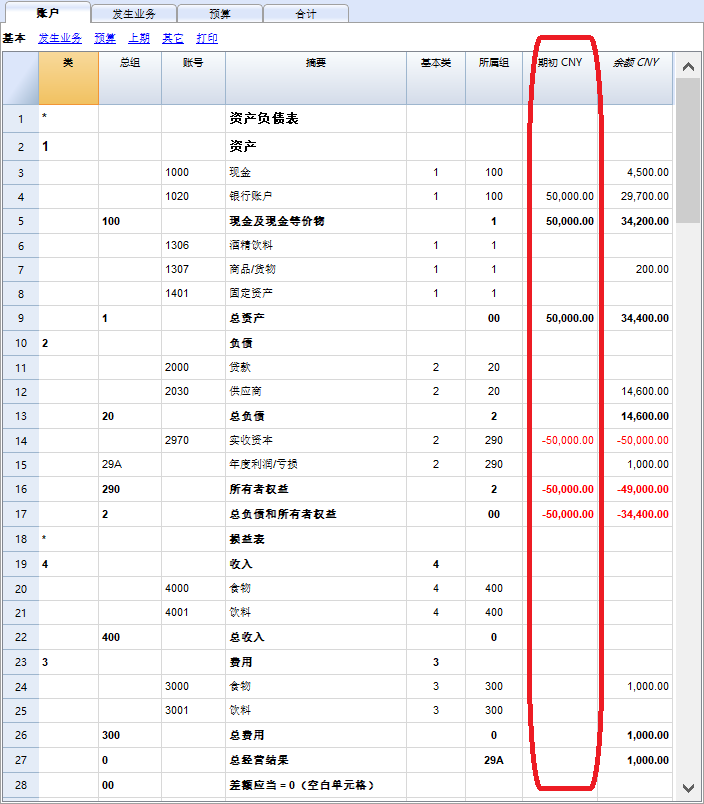 账户 发生业务 预算 合计
基本 发生业务 预算 上期 其它 打印
类 总组 账号 摘要 基本类 所属组 期初 CNY 余额 CNY
1 * 资产负债表
2 1 资产
3 1000 现金 1 100 4,500.00
4 1020 银行账户 1 100 50,000.00 29,700.00
5 100 现金及现金等价物 1 50,000.00 34,200.00
6 1306 酒精饮料 1 1
7 1307 商品/货物 1 1 200.00
8 1401 固定资产 1 1
9 1 总资产 00 50,000.00 34,400.00
10 2 负债
11 2000 贷款 2 20
12 2030 供应商 2 20 14,600.00
13 20 总负债 2 14,600.00
14 2970 实收资本 2 290 -50,000.00 -50,000.00
15 29A 年度利润/亏损 2 290 1,000.00
16 290 所有者权益 2 -50,000.00 -49,000.00
17 2 总负债和所有者权益 00 -50,000.00 -34,400.00
18 * 损益表
19 4 收入 4
20 4000 食物 4 400
21 4001 饮料 4 400
22 400 总收入 0
23 3 费用 3
24 3000 食物 3 300 1,000.00
25 3001 饮料 3 300
26 300 总费用 0 1,000.00
27 0 总经营结果 29A 1,000.00
28 00 差额应当 = 0（空白单元格）